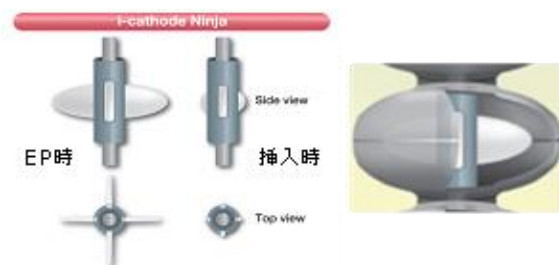 i-cathode Ninja
Side view
EP時
挿入時
Top view